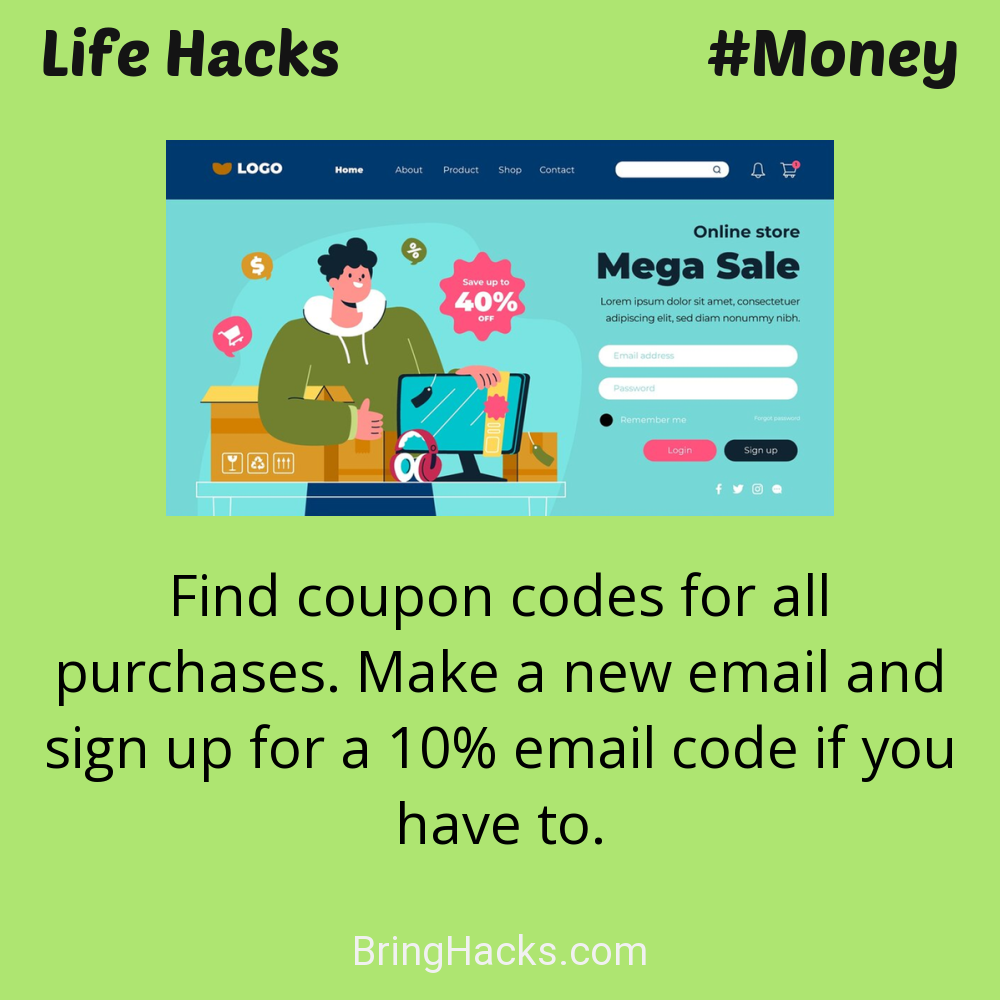 Life Hacks
#Money
LOGO
Home
About
Product
Shop
Contact
$
%
Save up to
40%
OFF
Online store
Mega Sale
Lorem ipsum dolor sit amet, consectetuer
adipiscing elit, sed diam nonummy nibh.
Email address
Password
Remember me
Forgot password
Login
Sign up
Find coupon codes for all
purchases. Make a new email and
sign up for a 10% email code if you
have to.
BringHacks.com